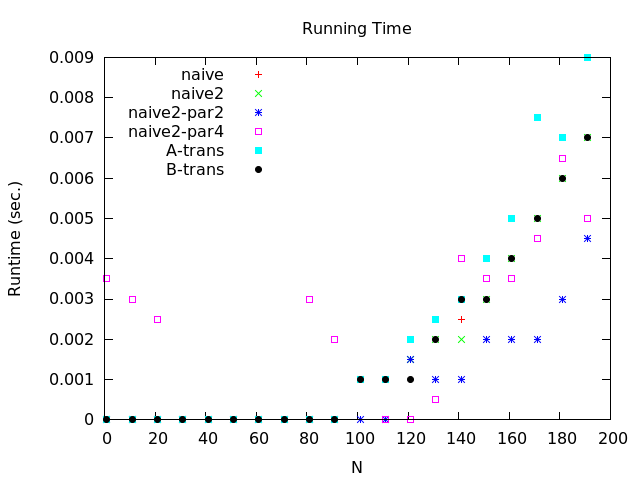 Running Time
0.009
0.008
0.007
0.006
0.005
0.004
0.003
0.002
0.001
0
Runtime (sec.)
naive
naive2
naive2-par2
naive2-par4
A-trans
B-trans
0 20 40 60 80 100 120 140 160 180 200
N